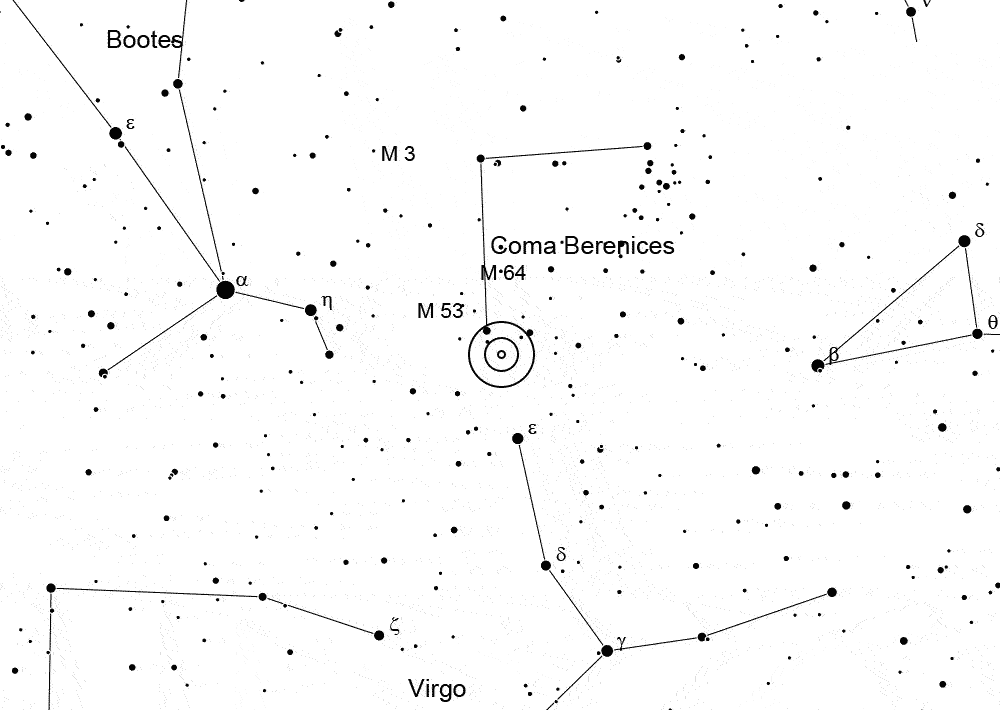 ν
Bootes
ε
M 3
δ
Coma Berenices
M 64
α
η
M 53
θ
β
ε
δ
ζ
γ
Virgo